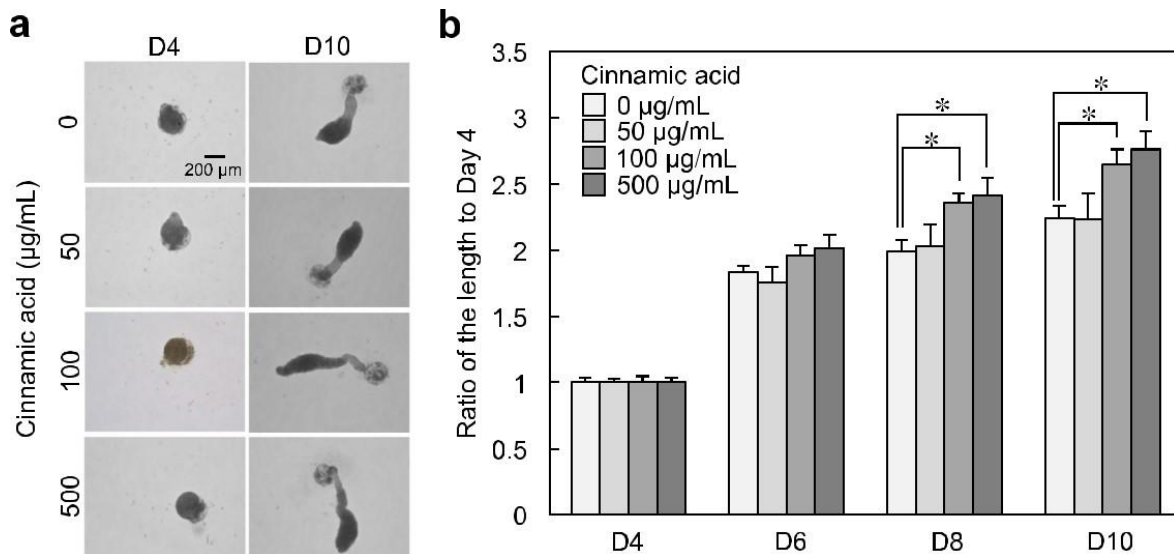 a
D4 D10
Cinnamic acid (µg/mL)
0
200 µm
50
100
500
b
Ratio of the length to Day 4
3.5
3
2.5
2
1.5
1
0.5
0
Cinnamic acid
0 µg/mL
50 µg/mL
100 µg/mL
500 µg/mL
* *
* *
D4 D6 D8 D10